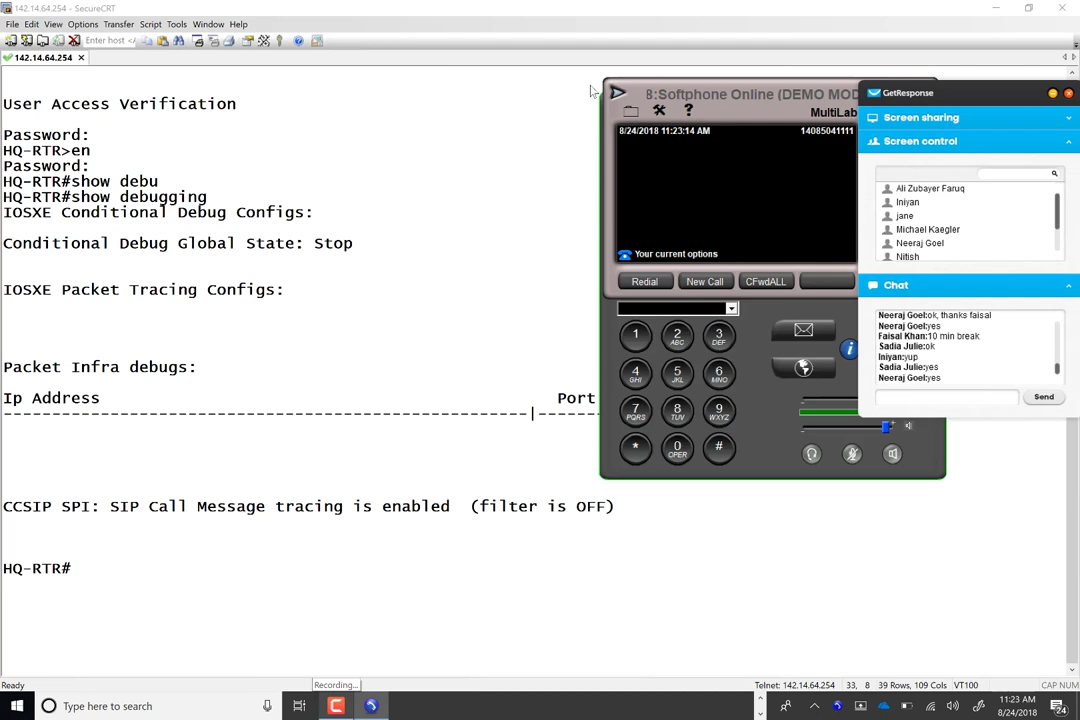 142.14.64.254 - SecureCRT
File Edit View Options Transfer Script Tools Window Help
Enter host <Al
142.14.64.254
User Access Verification
Password:
HQ-RTR>en
Password:
HQ-RTR#show debu
HQ-RTR#show debugging
IOSXE Conditional Debug Configs:
Conditional Debug Global State: Stop
IOSXE Packet Tracing Configs:
Packet Infra debugs:
Ip Address Port
------------------------------------------------------|----------
CCSIP SPI: SIP Call Message tracing is enabled (filter is OFF)
HQ-RTR#
8:Softphone Online (DEMO MOD
MultiLab
8/24/2018 11:23:14 AM 14085041111
Your current options
Redial New Call CFwdALL
1 2 ABC 3 DEF
4 GHI 5 JKL 6 MNO
7 PQRS 8 TUV 9 WXYZ
* 0 OPER #
GetResponse
Screen sharing
Screen control
Ali Zubayer Faruq
Iniyan
jane
Michael Kaegler
Neeraj Goel
Nitish
Chat
Neeraj Goel:ok, thanks faisal
Neeraj Goel:yes
Faisal Khan:10 min break
Sadia Julie:ok
Iniyan:yup
Sadia Julie:yes
Neeraj Goel:yes
Send
Recording...
Ready Telnet: 142.14.64.254 33, 8 39 Rows, 109 Cols VT100 CAP NUM
Type here to search
11:23 AM
8/24/2018
24